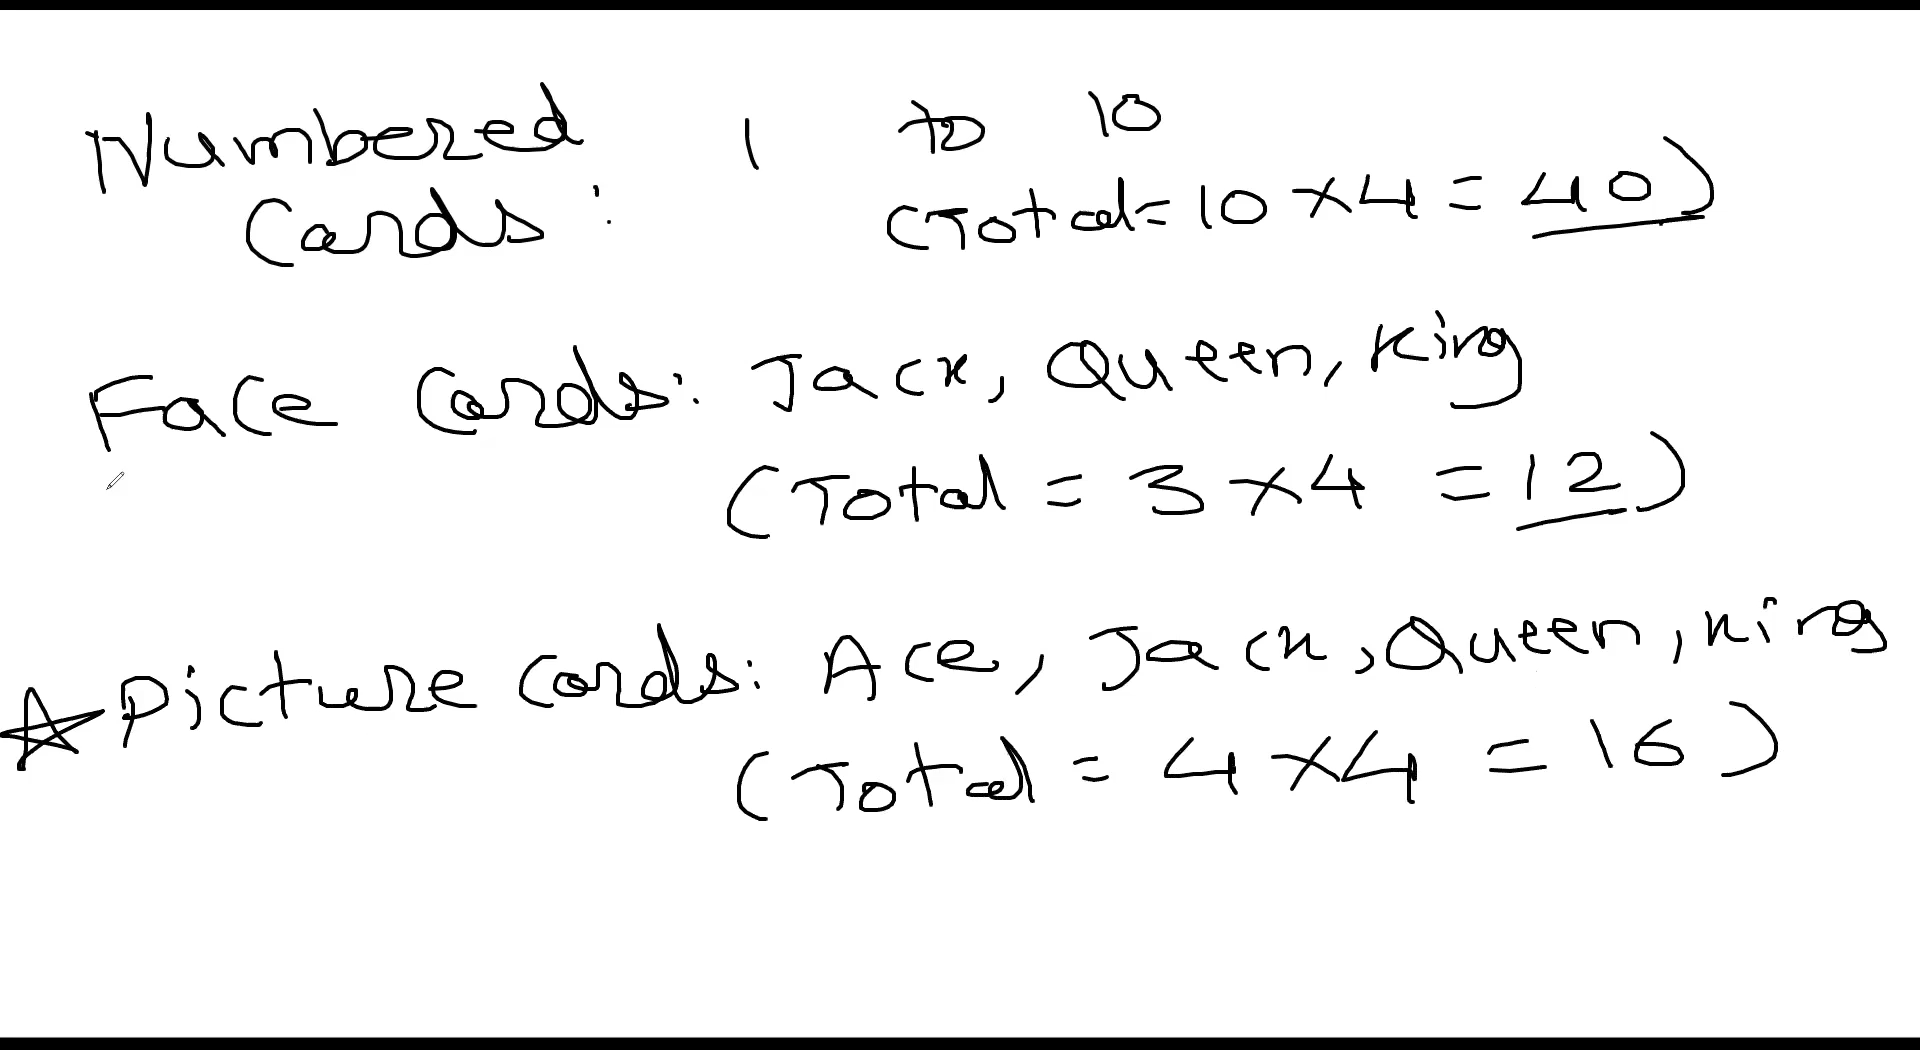 Numbered 1 to 10
Cards: (Total = 10 × 4 = 40)
Face Cards: Jack, Queen, King
(Total = 3 × 4 = 12)
☆ Picture Cards: Ace, Jack, Queen, King
(Total = 4 × 4 = 16)